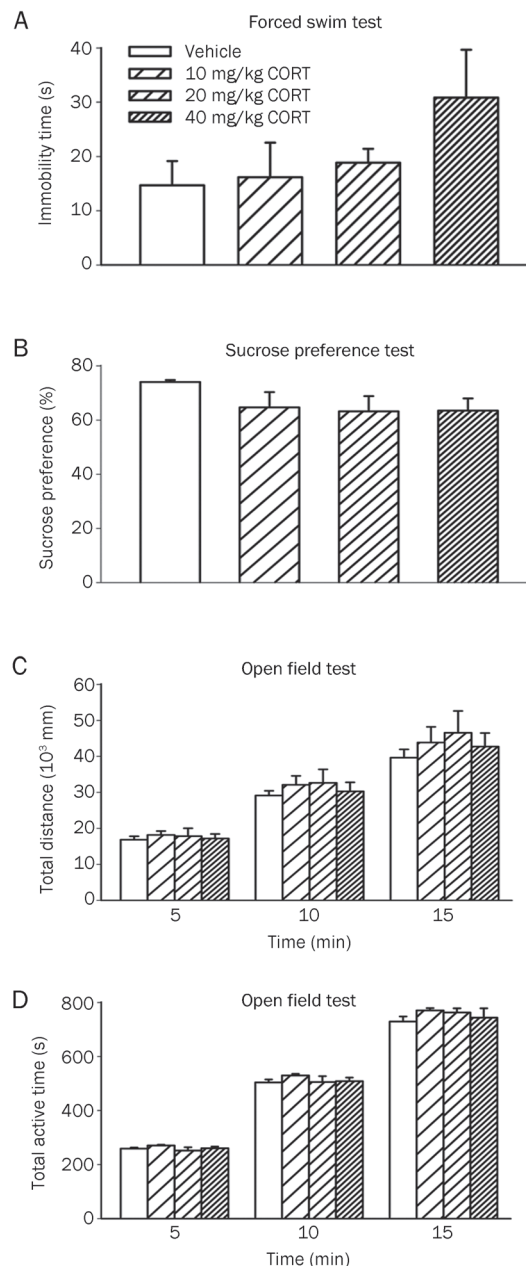 A
Forced swim test
Immobility time (s)
40
30
20
10
0
Vehicle
10 mg/kg CORT
20 mg/kg CORT
40 mg/kg CORT
B
Sucrose preference test
Sucrose preference (%)
80
60
40
20
0
C
Open field test
Total distance (10³ mm)
60
50
40
30
20
10
0
5 10 15
Time (min)
D
Open field test
Total active time (s)
800
600
400
200
0
5 10 15
Time (min)